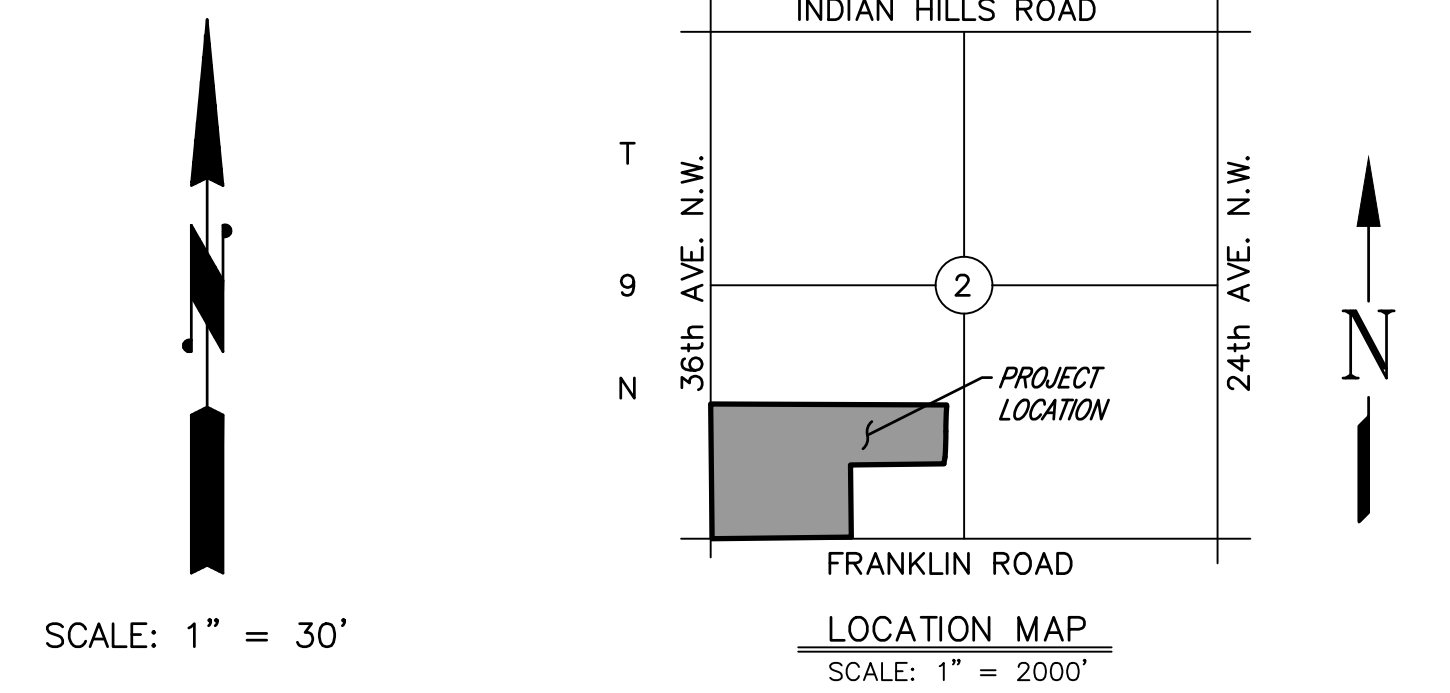 INDIAN HILLS ROAD
T
9
N
36th AVE. N.W.
24th AVE. N.W.
2
PROJECT
LOCATION
N
N
FRANKLIN ROAD
LOCATION MAP
SCALE: 1" = 2000'
SCALE: 1" = 30'